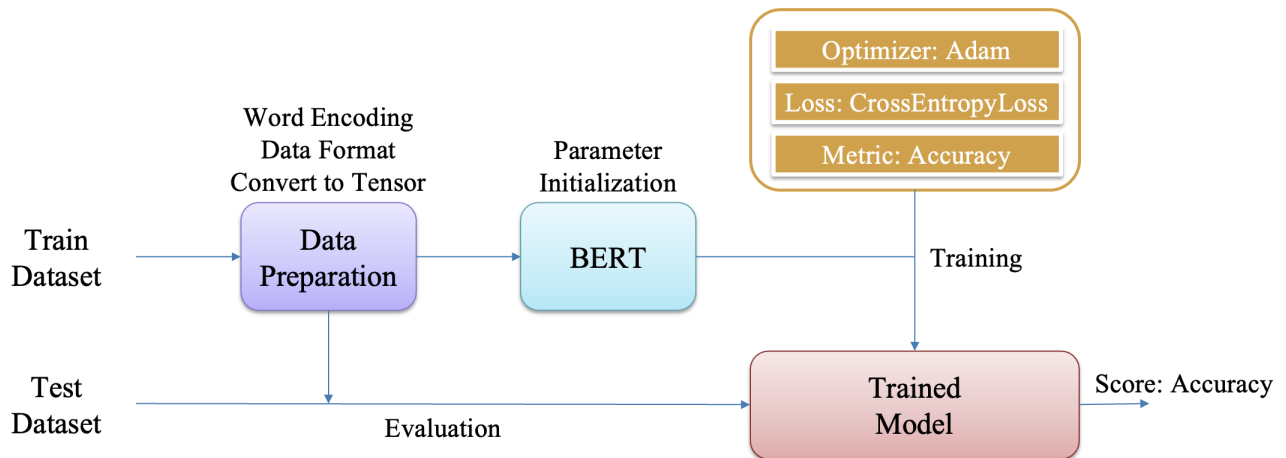 Optimizer: Adam
Loss: CrossEntropyLoss
Metric: Accuracy
Word Encoding
Data Format
Convert to Tensor
Parameter
Initialization
Train
Dataset
Data
Preparation
BERT
Training
Test
Dataset
Evaluation
Trained
Model
Score: Accuracy